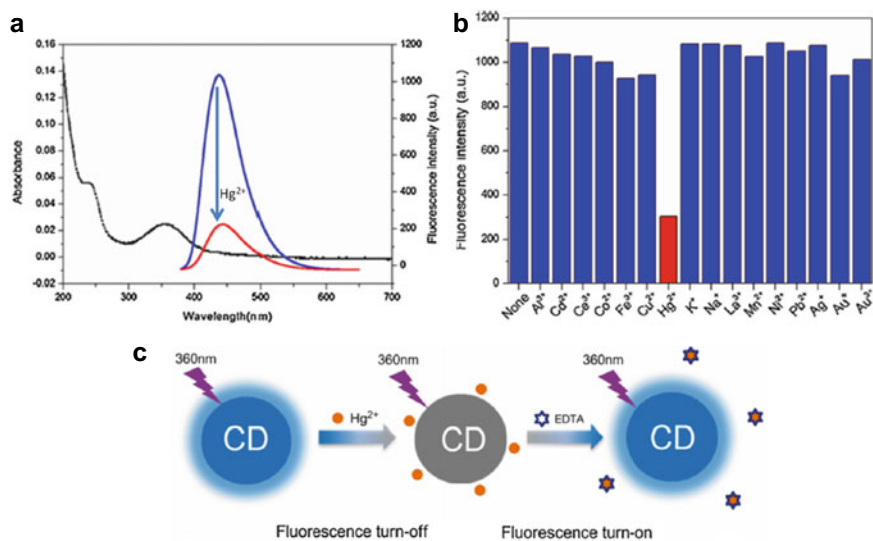 a
0.16
0.14
0.12
0.10
0.08
0.06
0.04
0.02
0.00
-0.02
Absorbance
1200
1000
800
600
400
200
0
Fluorescence intensity (a.u.)
Hg²⁺
200 300 400 500 600 700
Wavelength(nm)
b
1200
1000
800
600
400
200
0
Fluorescence intensity (a.u.)
None Al³⁺ Cd²⁺ Ce³⁺ Co²⁺ Fe³⁺ Cu²⁺ Hg²⁺ K⁺ Na⁺ La³⁺ Mn²⁺ Ni²⁺ Pb²⁺ Ag⁺ Au⁺ Au³⁺
c
360nm 360nm 360nm
CD Hg²⁺ CD EDTA CD
Fluorescence turn-off Fluorescence turn-on